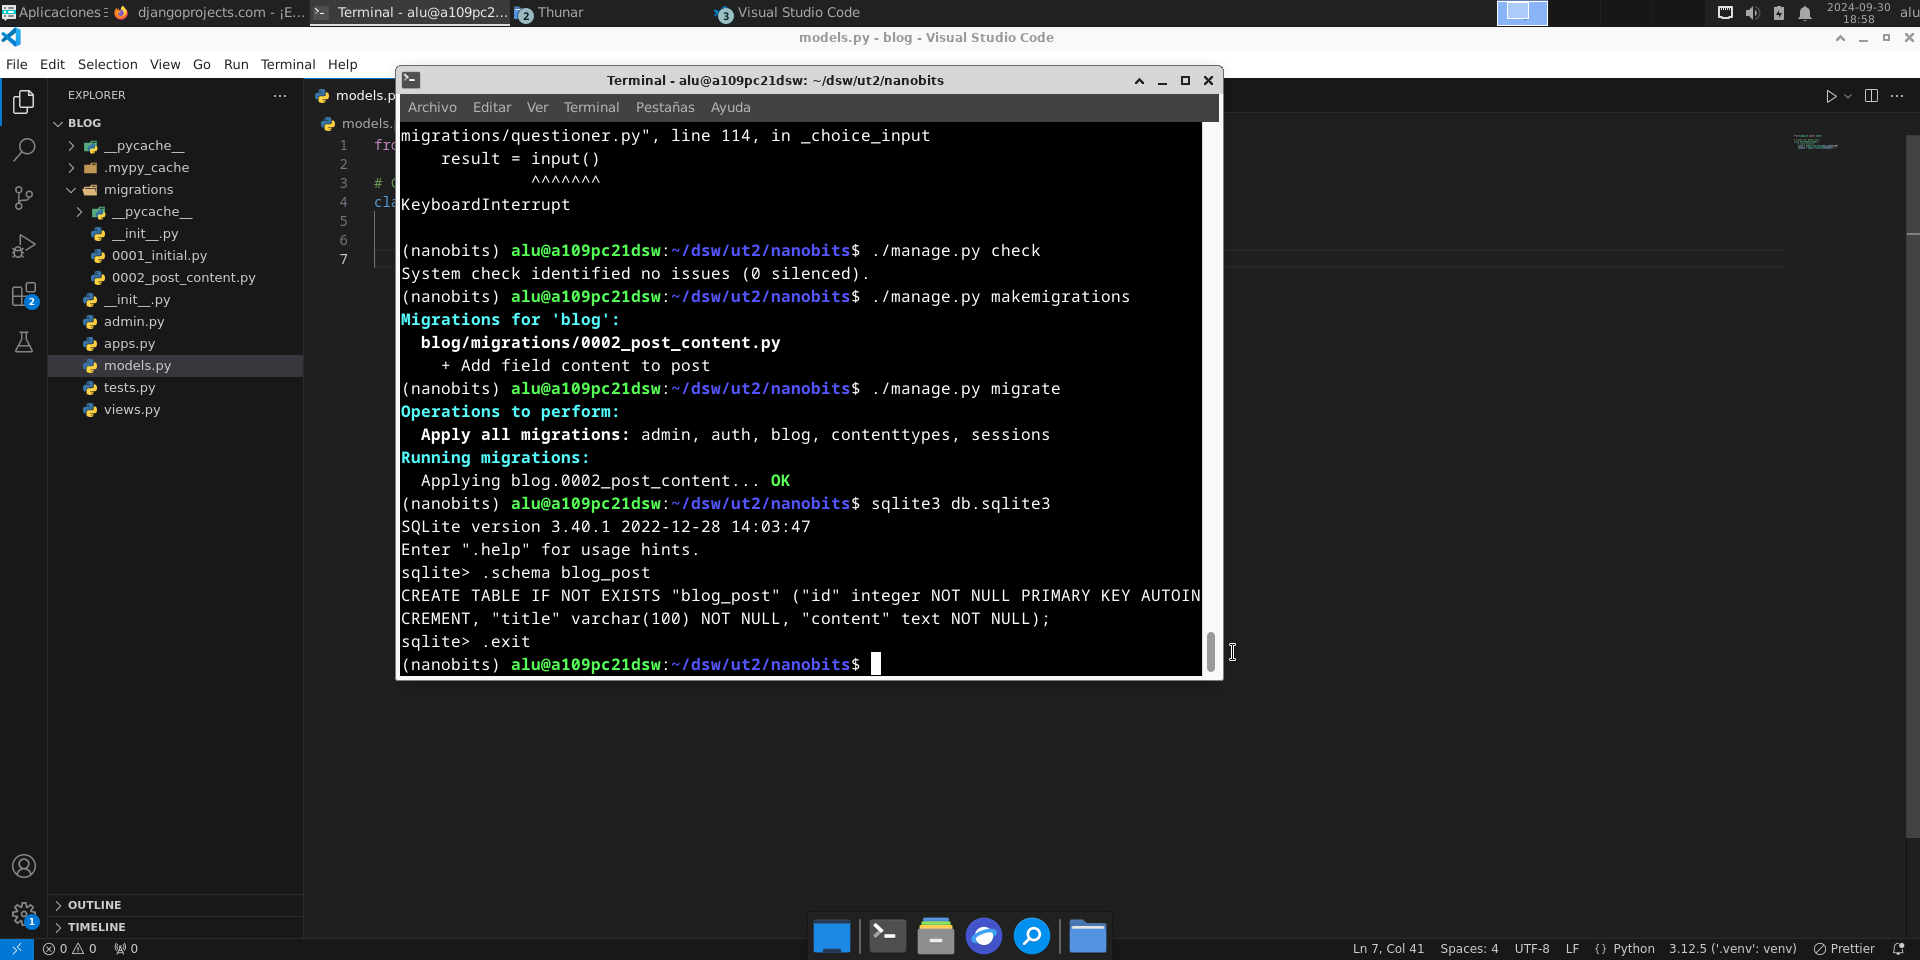 Aplicaciones
djangoprojects.com - ¡E...
Terminal - alu@a109pc2...
2
Thunar
3
Visual Studio Code
2024-09-30
18:58
alu
models.py - blog - Visual Studio Code
File Edit Selection View Go Run Terminal Help
EXPLORER
BLOG
__pycache__
.mypy_cache
migrations
__pycache__
__init__.py
0001_initial.py
0002_post_content.py
__init__.py
admin.py
apps.py
models.py
tests.py
views.py
OUTLINE
TIMELINE
2
1
models.p
models.
1
2
3 #
4
5
6
7
Terminal - alu@a109pc21dsw: ~/dsw/ut2/nanobits
Archivo Editar Ver Terminal Pestañas Ayuda
migrations/questioner.py", line 114, in _choice_input
    result = input()
             ^^^^^^^
KeyboardInterrupt
(nanobits) alu@a109pc21dsw:~/dsw/ut2/nanobits$ ./manage.py check
System check identified no issues (0 silenced).
(nanobits) alu@a109pc21dsw:~/dsw/ut2/nanobits$ ./manage.py makemigrations
Migrations for 'blog':
  blog/migrations/0002_post_content.py
    + Add field content to post
(nanobits) alu@a109pc21dsw:~/dsw/ut2/nanobits$ ./manage.py migrate
Operations to perform:
  Apply all migrations: admin, auth, blog, contenttypes, sessions
Running migrations:
  Applying blog.0002_post_content... OK
(nanobits) alu@a109pc21dsw:~/dsw/ut2/nanobits$ sqlite3 db.sqlite3
SQLite version 3.40.1 2022-12-28 14:03:47
Enter ".help" for usage hints.
sqlite> .schema blog_post
CREATE TABLE IF NOT EXISTS "blog_post" ("id" integer NOT NULL PRIMARY KEY AUTOIN
CREMENT, "title" varchar(100) NOT NULL, "content" text NOT NULL);
sqlite> .exit
(nanobits) alu@a109pc21dsw:~/dsw/ut2/nanobits$
0 0 0
Ln 7, Col 41 Spaces: 4 UTF-8 LF Python 3.12.5 ('.venv': venv) Prettier